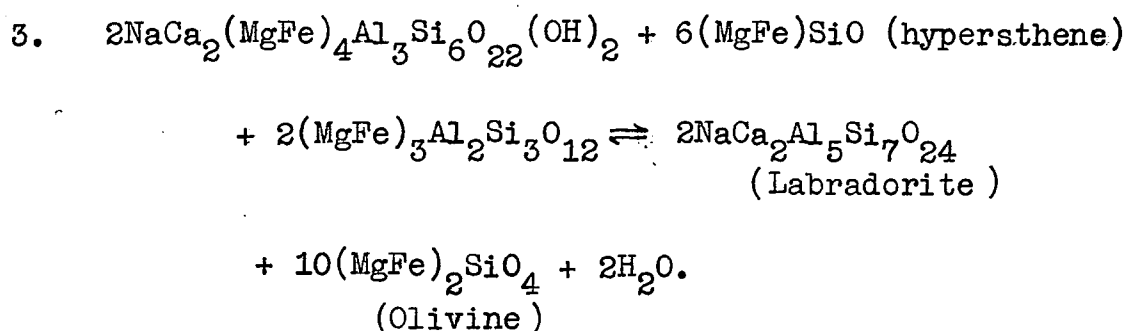 3. 2NaCa₂(MgFe)₄Al₃Si₆O₂₂(OH)₂ + 6(MgFe)SiO (hypersthene)
+ 2(MgFe)₃Al₂Si₃O₁₂ ⇌ 2NaCa₂Al₅Si₇O₂₄
(Labradorite)
+ 10(MgFe)₂SiO₄ + 2H₂O.
(Olivine)